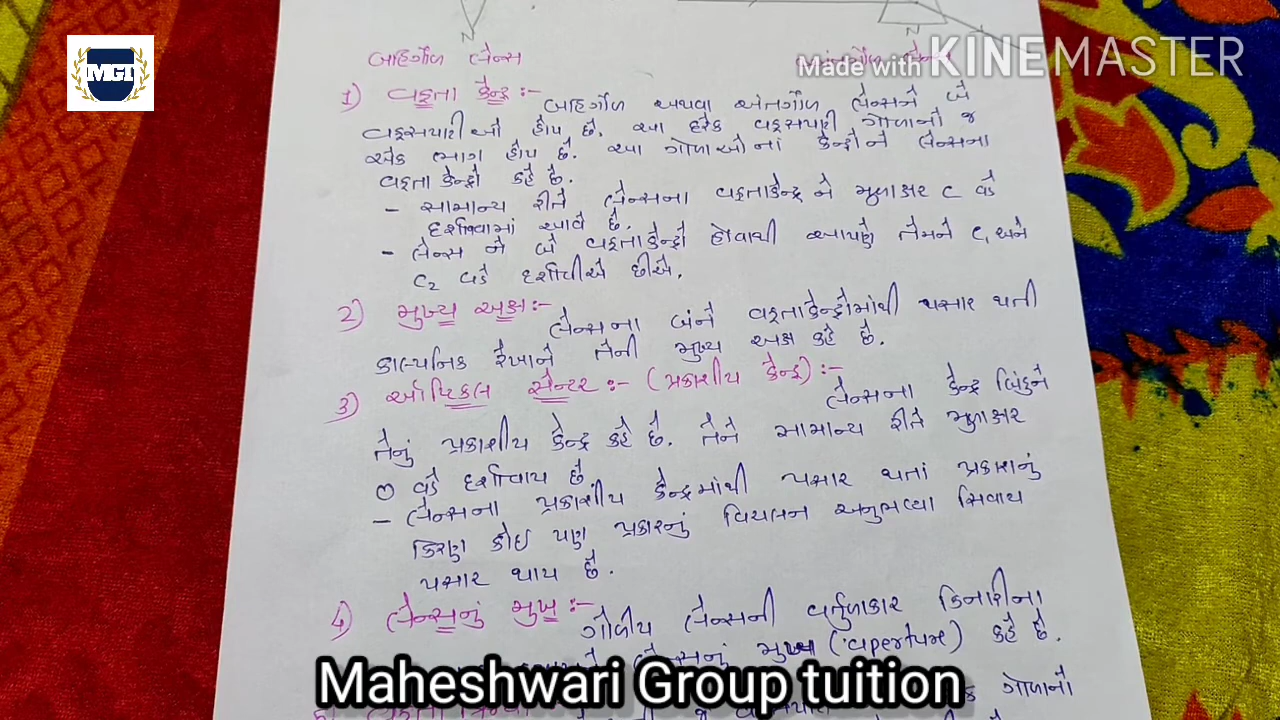 MGI
Made with KINEMASTER
N
N
બાહિર્ગોળ લેન્સ
1) વક્રતા કેન્દ્ર :-
બાહિર્ગોળ અથવા અંતર્ગોળ લેન્સને બે
વક્રસપાટીઓ હોય છે. આ દરેક વક્રસપાટી ગોળાનો જ
એક ભાગ હોય છે. આ ગોળાઓનાં કેન્દ્રોને લેન્સના
વક્રતા કેન્દ્રો કહે છે.
- સામાન્ય રીતે લેન્સના વક્રતાકેન્દ્ર ને મૂળાક્ષર C વડે
દર્શાવવામાં આવે છે.
- લેન્સ ને બે વક્રતાકેન્દ્રો હોવાથી આપણે તેમને C₁ અને
C₂ વડે દર્શાવીએ છીએ.
2) મુખ્ય અક્ષ :-
લેન્સના બંને વક્રતાકેન્દ્રોમાંથી પસાર થતી
કાલ્પનિક રેખાને તેની મુખ્ય અક્ષ કહે છે.
3) ઓપ્ટિકલ સેન્ટર :- (પ્રકાશીય કેન્દ્ર) :-
લેન્સના કેન્દ્ર બિંદુને
તેનું પ્રકાશીય કેન્દ્ર કહે છે. તેને સામાન્ય રીતે મુળાક્ષર
O વડે દર્શાવાય છે.
- લેન્સના પ્રકાશીય કેન્દ્રમાંથી પસાર થતાં પ્રકાશનું
કિરણ કોઈ પણ પ્રકારનું વિચલન અનુભવ્યા સિવાય
પસાર થાય છે.
4) લેન્સનું મુખ :-
ગોળીય લેન્સની વર્તુળાકાર કિનારીના
લેન્સનું મુખ (aperture) કહે છે.
ગોળાનો
Maheshwari Group tuition